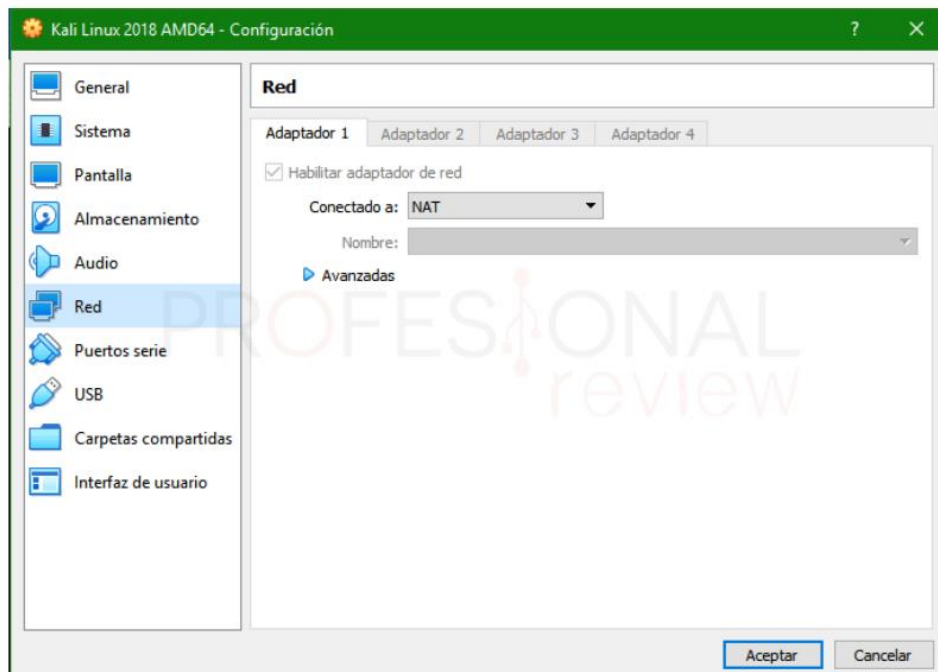 Kali Linux 2018 AMD64 - Configuración
General
Sistema
Pantalla
Almacenamiento
Audio
Red
Puertos serie
USB
Carpetas compartidas
Interfaz de usuario
Red
Adaptador 1 Adaptador 2 Adaptador 3 Adaptador 4
Habilitar adaptador de red
Conectado a: NAT
Nombre:
Avanzadas
PROFESIONAL
review
Aceptar Cancelar